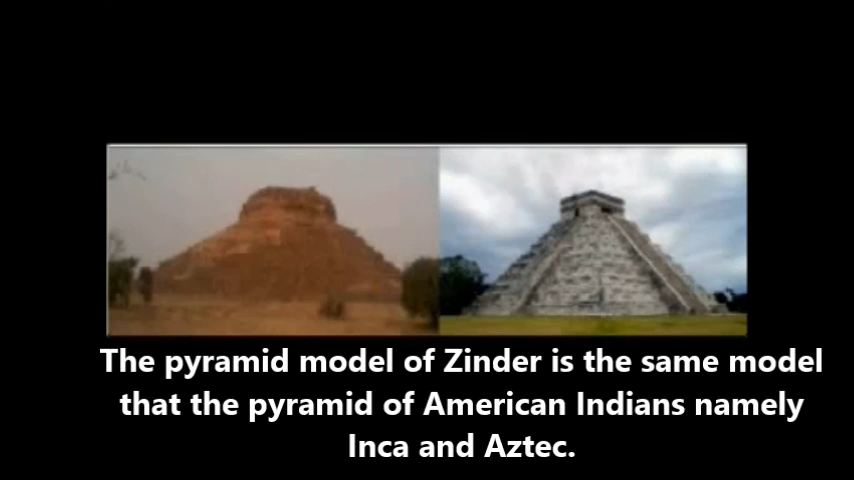 The pyramid model of Zinder is the same model
that the pyramid of American Indians namely
Inca and Aztec.